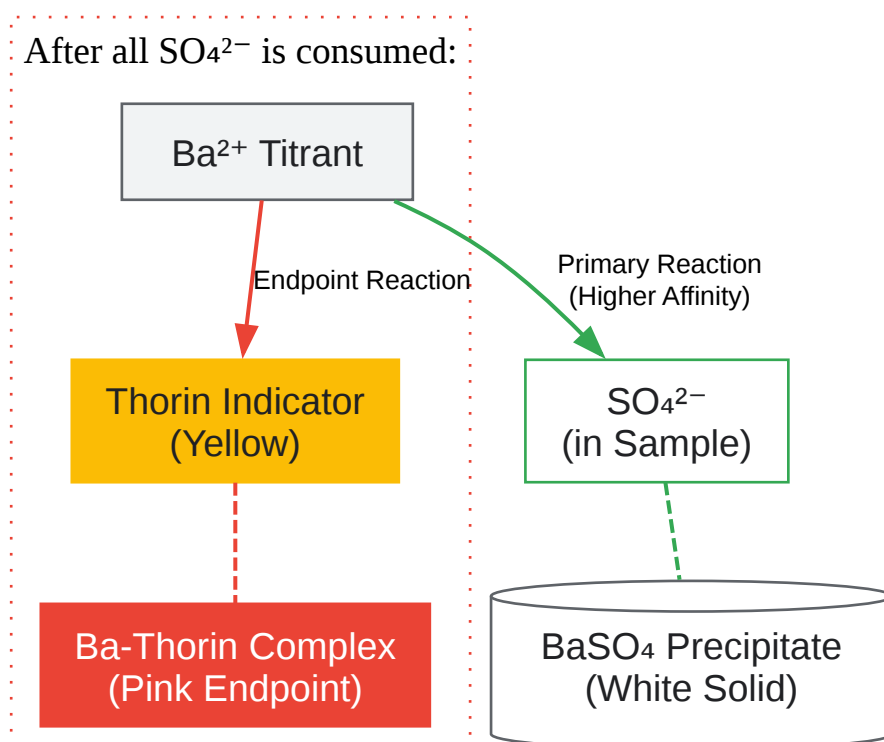 After all SO₄²⁻ is consumed:
Ba²⁺ Titrant
Endpoint Reaction
Primary Reaction
(Higher Affinity)
Thorin Indicator
(Yellow)
SO₄²⁻
(in Sample)
Ba-Thorin Complex
(Pink Endpoint)
BaSO₄ Precipitate
(White Solid)